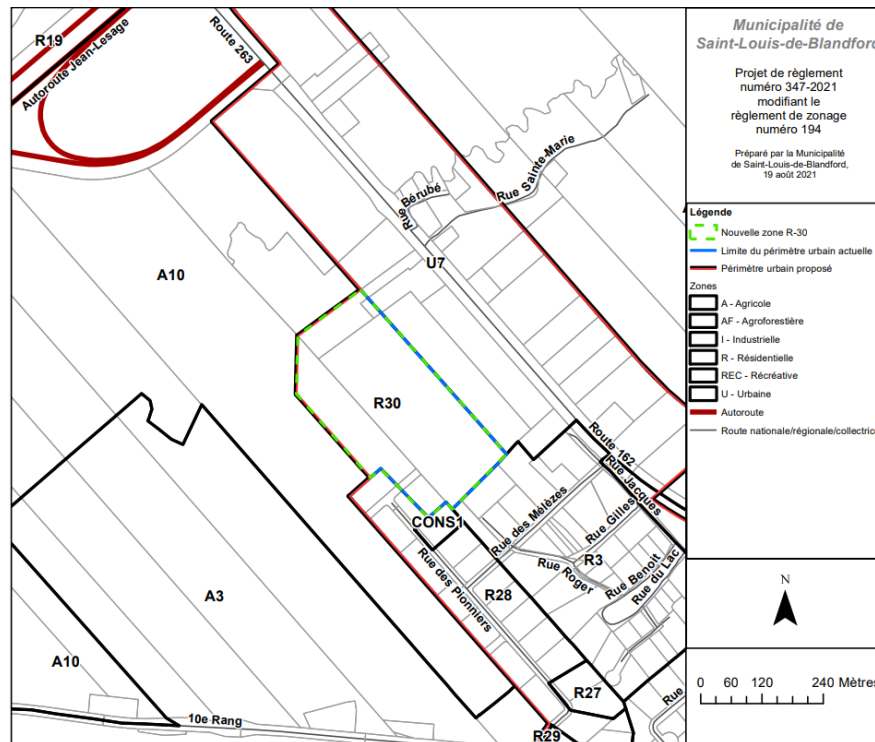 R19
Autoroute Jean-Lesage
Route 263
Rue Sainte-Marie
Rue Bérubé
U7
A10
R30
Route 162
Rue Jacques
CONS1
Rue des Mélèzes
Rue Gilles
R3
Rue Roger
Rue Benoit
Rue du Lac
Rue des Pionniers
R28
A3
A10
R27
Rue
10e Rang
R29
Municipalité de
Saint-Louis-de-Blandford
Projet de règlement
numéro 347-2021
modifiant le
règlement de zonage
numéro 194
Préparé par la Municipalité
de Saint-Louis-de-Blandford,
19 août 2021
Légende
Nouvelle zone R-30
Limite du périmètre urbain actuelle
Périmètre urbain proposé
Zones
A - Agricole
AF - Agroforestière
I - Industrielle
R - Résidentielle
REC - Récréative
U - Urbaine
Autoroute
Route nationale/régionale/collectrice
N
0 60 120 240 Mètres